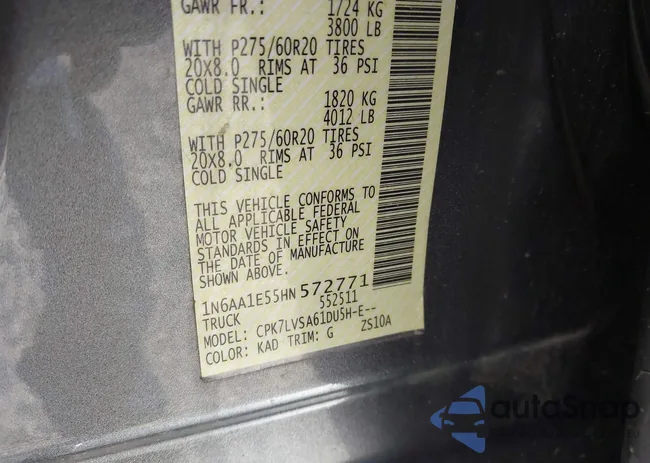 GAWR FR.: 1724 KG
3800 LB
WITH P275/60R20 TIRES
20X8.0 RIMS AT 36 PSI
COLD SINGLE
GAWR RR.: 1820 KG
4012 LB
WITH P275/60R20 TIRES
20X8.0 RIMS AT 36 PSI
COLD SINGLE
THIS VEHICLE CONFORMS TO
ALL APPLICABLE FEDERAL
MOTOR VEHICLE SAFETY
STANDARDS IN EFFECT ON
THE DATE OF MANUFACTURE
SHOWN ABOVE.
1N6AA1E55HN572771
TRUCK 552511
MODEL: CPK7LVSA61DU5H-E--
COLOR: KAD TRIM: G ZS10A
autoSnap